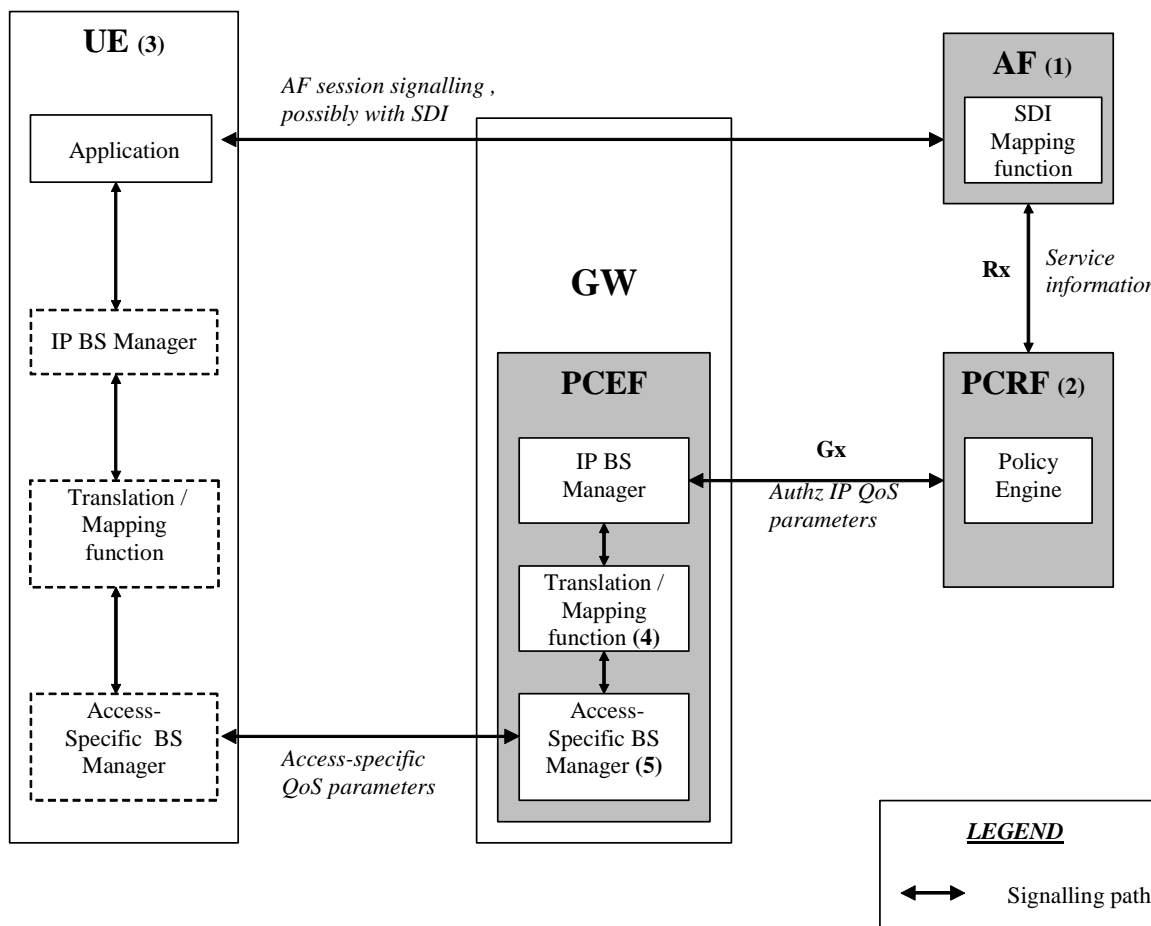 UE (3)
Application
IP BS Manager
Translation /
Mapping
function
Access-
Specific BS
Manager
AF session signalling ,
possibly with SDI
Access-specific
QoS parameters
GW
PCEF
IP BS
Manager
Translation /
Mapping
function (4)
Access-
Specific BS
Manager (5)
Gx
Authz IP QoS
parameters
AF (1)
SDI
Mapping
function
Rx
Service
information
PCRF (2)
Policy
Engine
LEGEND
Signalling path